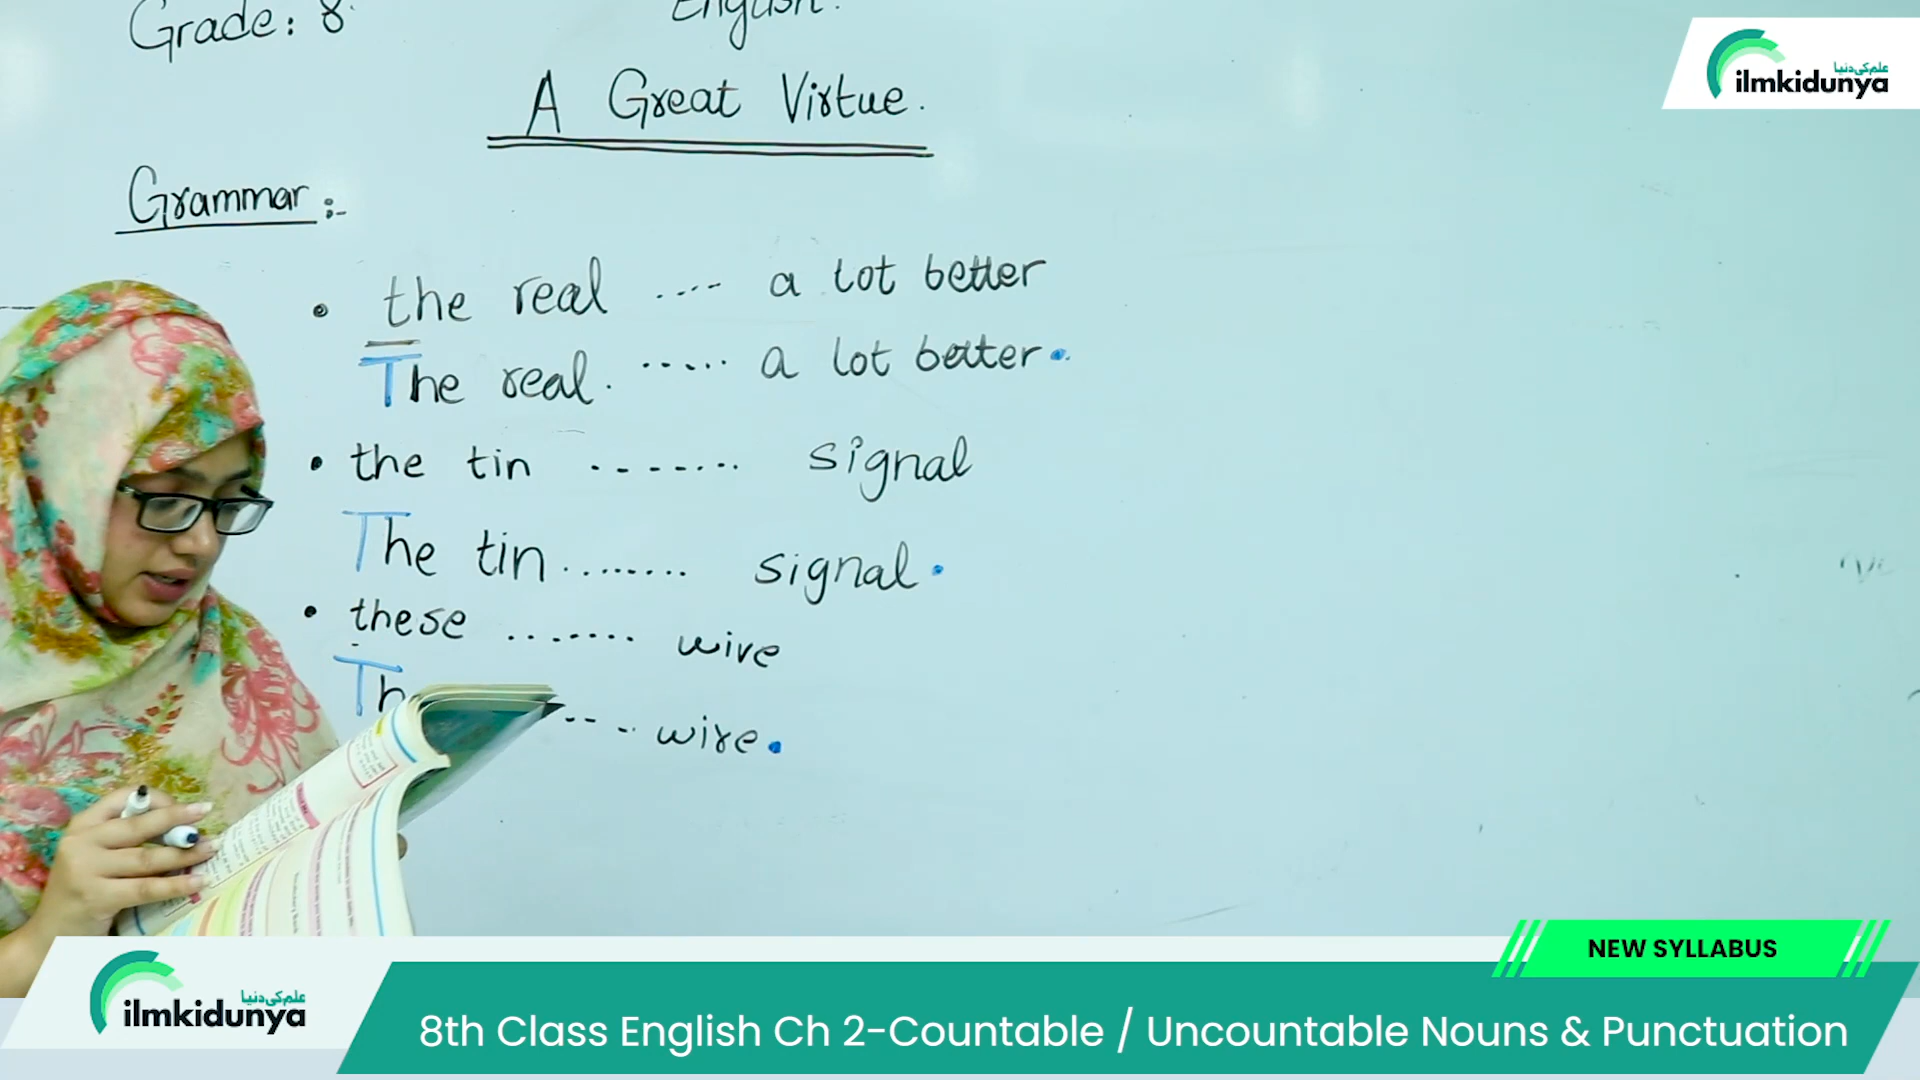 Grade: 8
English.
A Great Virtue.
Grammar :-
• the real .... a lot better
The real. ..... a lot better.
• the tin ........ signal
The tin ........ signal.
• these ........ wire
Th .... wire.
علم کی دنیا
ilmkidunya
NEW SYLLABUS
علم کی دنیا
ilmkidunya
8th Class English Ch 2-Countable / Uncountable Nouns & Punctuation